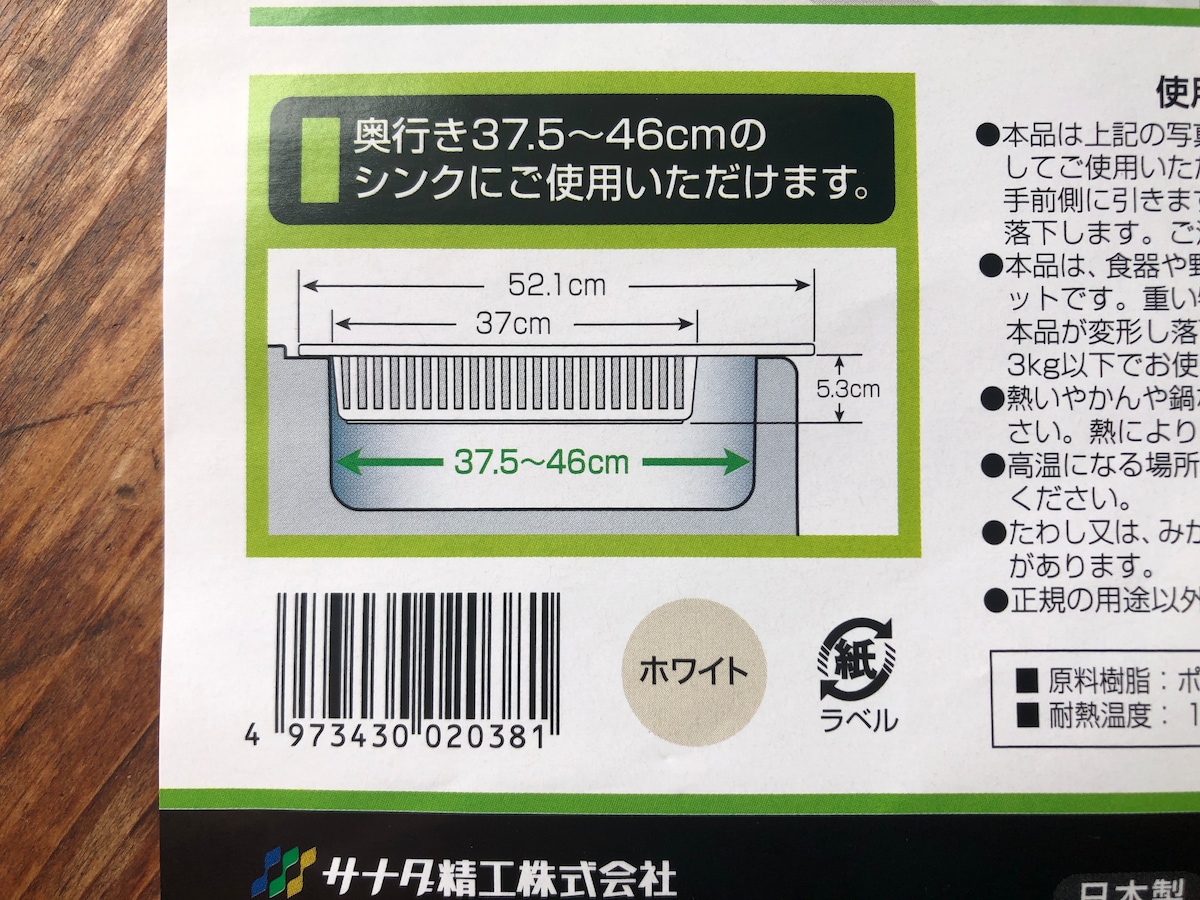 奥行き37.5〜46cmの
シンクにご使用いただけます。
52.1cm
37cm
5.3cm
37.5〜46cm
4 973430 020381
ホワイト
紙
ラベル
使用
●本品は上記の写真
してご使用いただ
手前側に引きます
落下します。ご注
●本品は、食器や野
ットです。重い物
本品が変形し落
3kg以下でお使
●熱いやかんや鍋な
さい。熱により
●高温になる場所
ください。
●たわし又は、みが
があります。
●正規の用途以外
■ 原料樹脂：ポ
■ 耐熱温度：1
サナダ精工株式会社
日本製